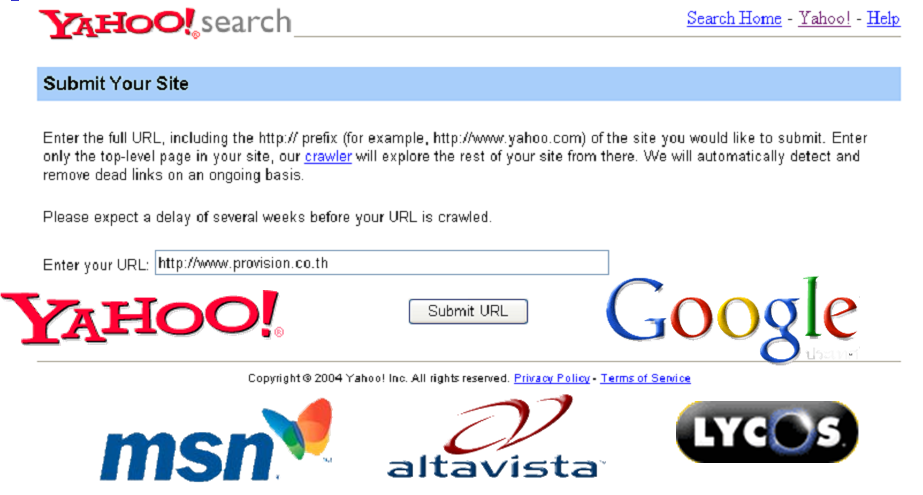 YAHOO! search
Search Home - Yahoo! - Help
Submit Your Site
Enter the full URL, including the http:// prefix (for example, http://www.yahoo.com) of the site you would like to submit. Enter
only the top-level page in your site, our crawler will explore the rest of your site from there. We will automatically detect and
remove dead links on an ongoing basis.
Please expect a delay of several weeks before your URL is crawled.
Enter your URL: http://www.provision.co.th
YAHOO!
Submit URL
Google
Copyright © 2004 Yahoo! Inc. All rights reserved. Privacy Policy - Terms of Service
msn
altavista
LYCOS